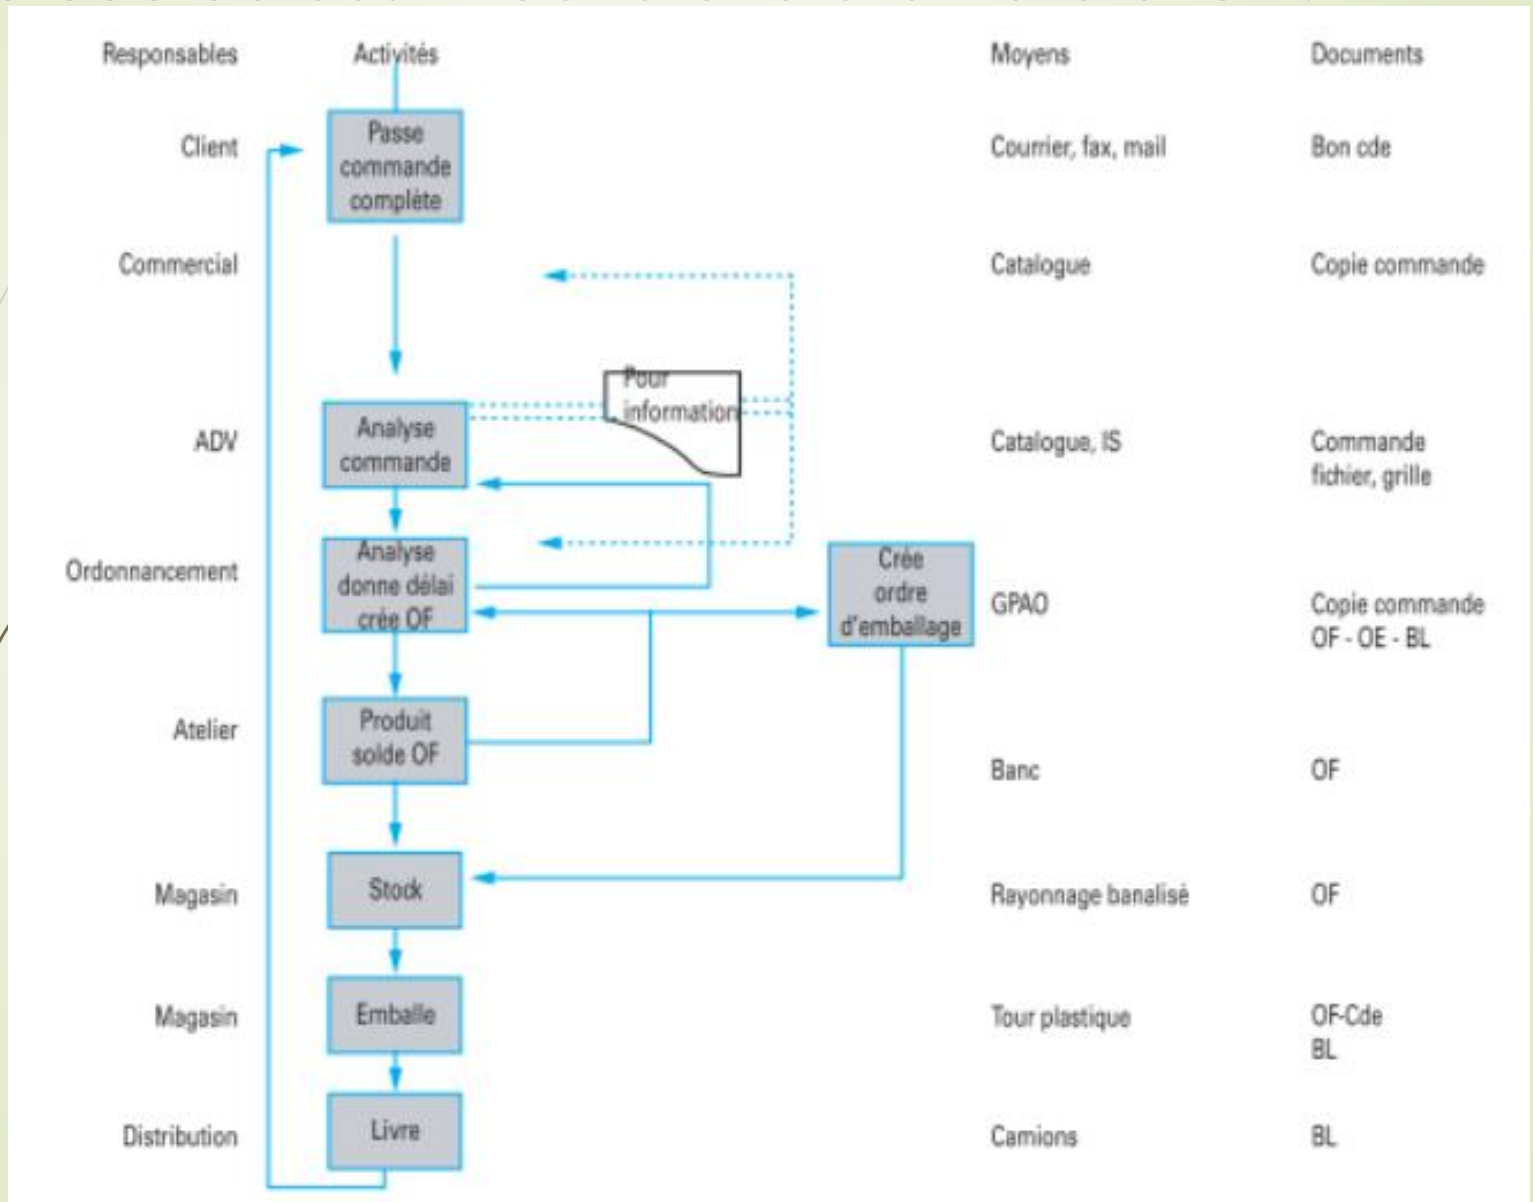 Responsables Activités Moyens Documents
Client Passe commande complète Courrier, fax, mail Bon cde
Commercial Catalogue Copie commande
Pour
information
ADV Analyse commande Catalogue, IS Commande
fichier, grille
Ordonnancement Analyse donne délai crée OF Crée ordre d'emballage GPAO Copie commande
OF - OE - BL
Atelier Produit solde OF Banc OF
Magasin Stock Rayonnage banalisé OF
Magasin Emballe Tour plastique OF-Cde
BL
Distribution Livre Camions BL